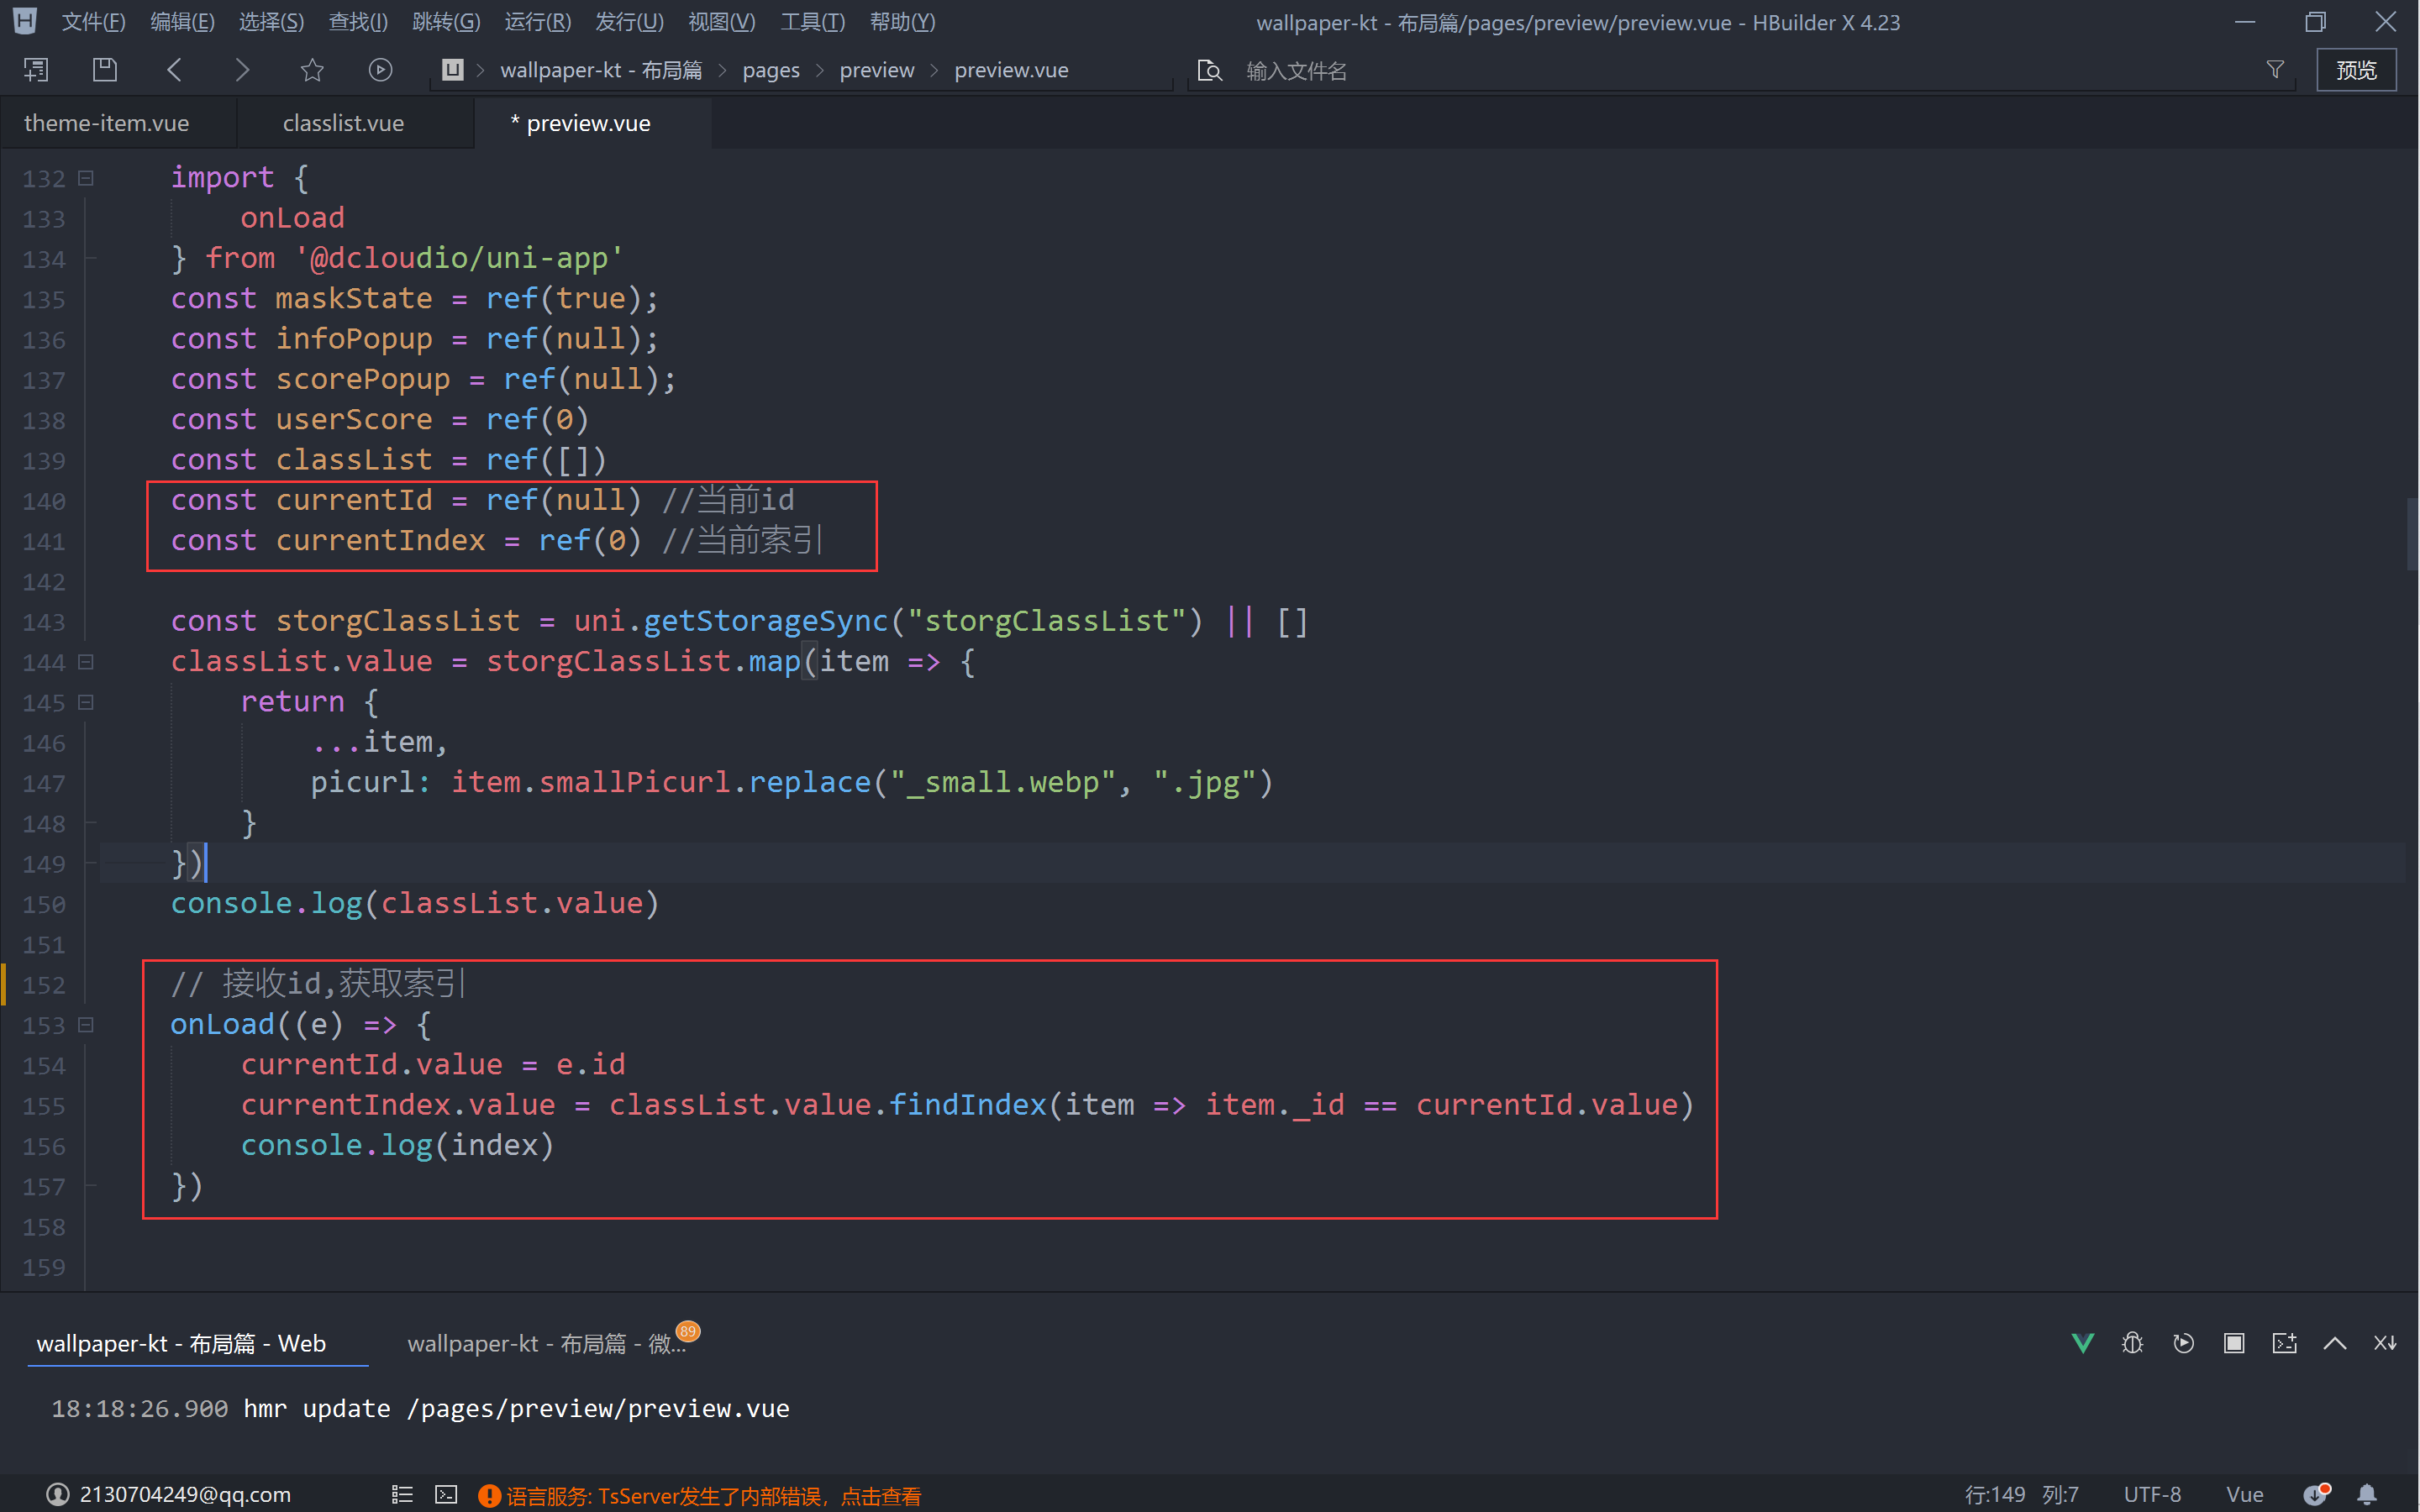 文件(F) 编辑(E) 选择(S) 查找(I) 跳转(G) 运行(R) 发行(U) 视图(V) 工具(T) 帮助(Y) wallpaper-kt - 布局篇/pages/preview/preview.vue - HBuilder X 4.23
wallpaper-kt - 布局篇 > pages > preview > preview.vue 输入文件名 预览
theme-item.vue classlist.vue * preview.vue
132 import {
133 onLoad
134 } from '@dcloudio/uni-app'
135 const maskState = ref(true);
136 const infoPopup = ref(null);
137 const scorePopup = ref(null);
138 const userScore = ref(0)
139 const classList = ref([])
140 const currentId = ref(null) //当前id
141 const currentIndex = ref(0) //当前索引
142
143 const storgClassList = uni.getStorageSync("storgClassList") || []
144 classList.value = storgClassList.map(item => {
145 return {
146 ...item,
147 picurl: item.smallPicurl.replace("_small.webp", ".jpg")
148 }
149 })
150 console.log(classList.value)
151
152 // 接收id,获取索引
153 onLoad((e) => {
154 currentId.value = e.id
155 currentIndex.value = classList.value.findIndex(item => item._id == currentId.value)
156 console.log(index)
157 })
158
159
wallpaper-kt - 布局篇 - Web wallpaper-kt - 布局篇 - 微... 89
18:18:26.900 hmr update /pages/preview/preview.vue
2130704249@qq.com 语言服务: TsServer发生了内部错误，点击查看 行:149 列:7 UTF-8 Vue